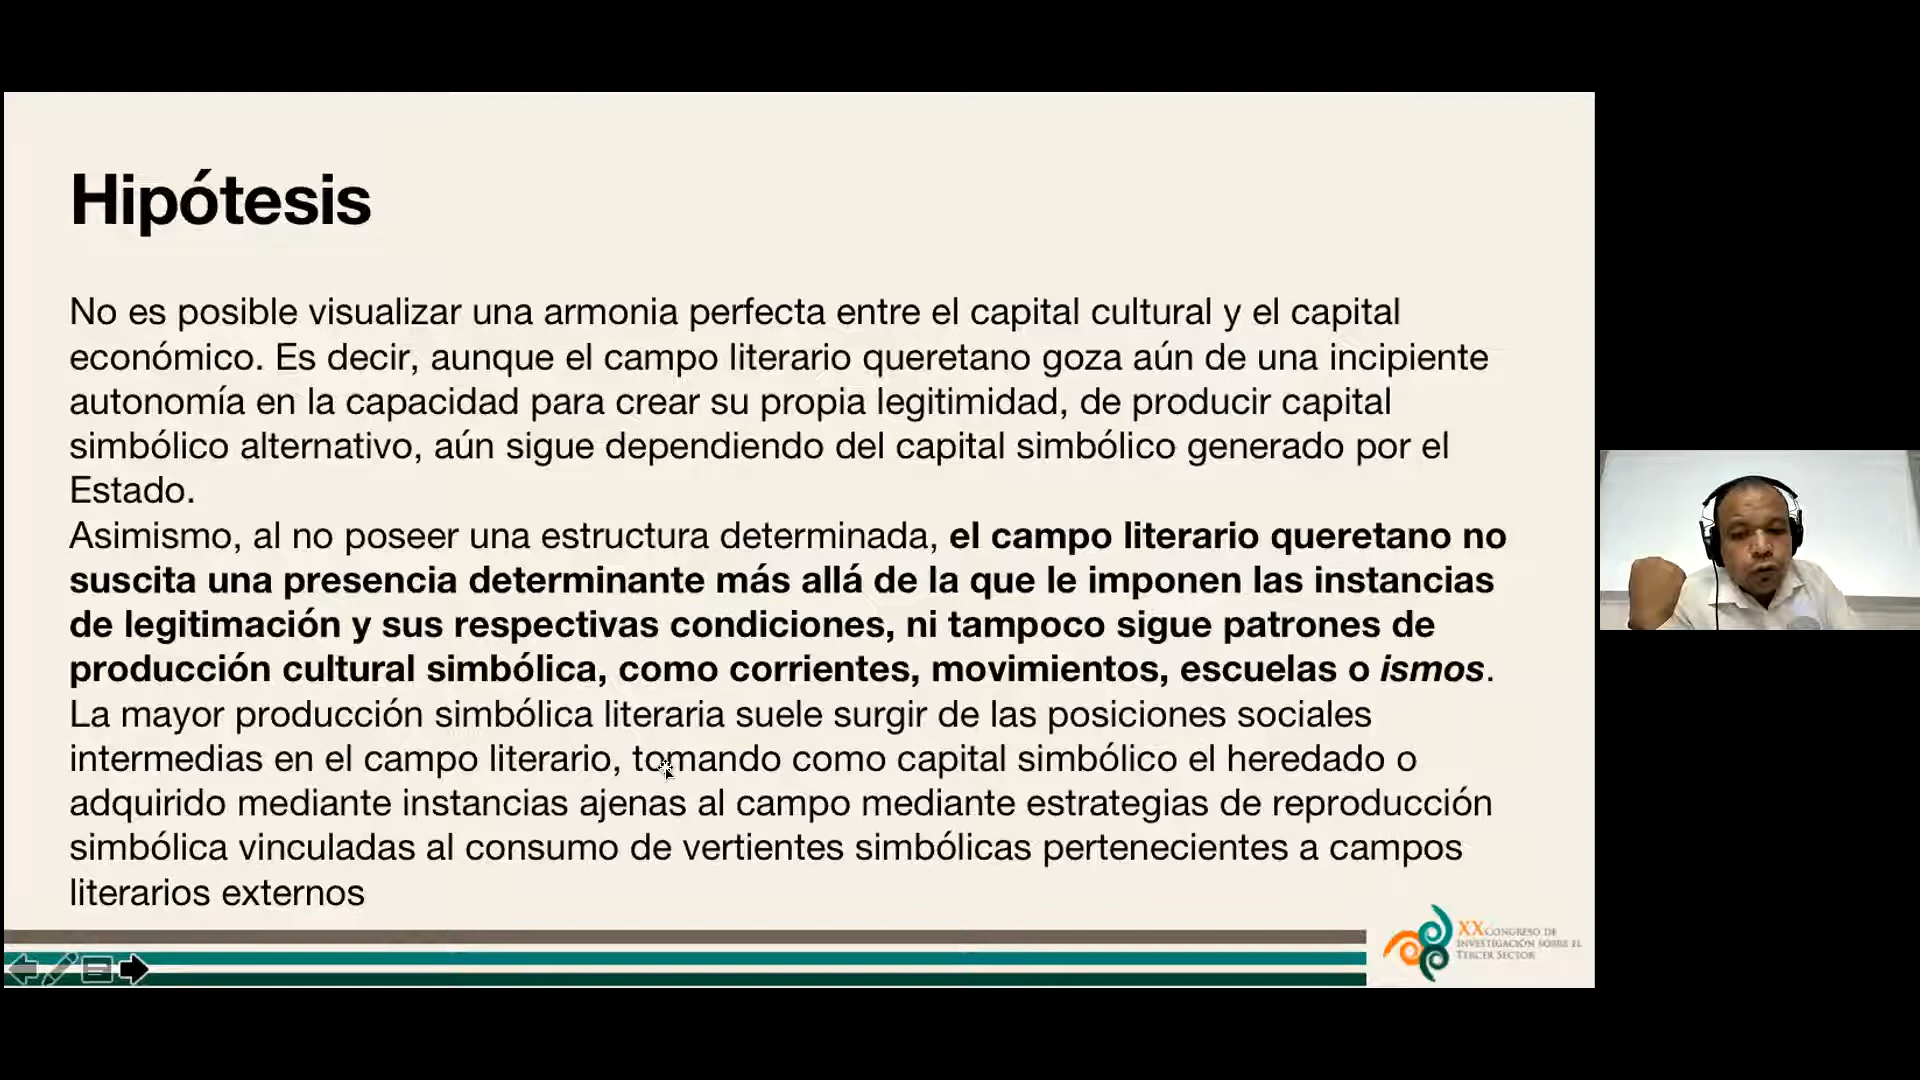 Hipótesis
No es posible visualizar una armonia perfecta entre el capital cultural y el capital
económico. Es decir, aunque el campo literario queretano goza aún de una incipiente
autonomía en la capacidad para crear su propia legitimidad, de producir capital
simbólico alternativo, aún sigue dependiendo del capital simbólico generado por el
Estado.
Asimismo, al no poseer una estructura determinada, el campo literario queretano no
suscita una presencia determinante más allá de la que le imponen las instancias
de legitimación y sus respectivas condiciones, ni tampoco sigue patrones de
producción cultural simbólica, como corrientes, movimientos, escuelas o ismos.
La mayor producción simbólica literaria suele surgir de las posiciones sociales
intermedias en el campo literario, tomando como capital simbólico el heredado o
adquirido mediante instancias ajenas al campo mediante estrategias de reproducción
simbólica vinculadas al consumo de vertientes simbólicas pertenecientes a campos
literarios externos
XX CONGRESO DE
INVESTIGACIÓN SOBRE EL
TERCER SECTOR